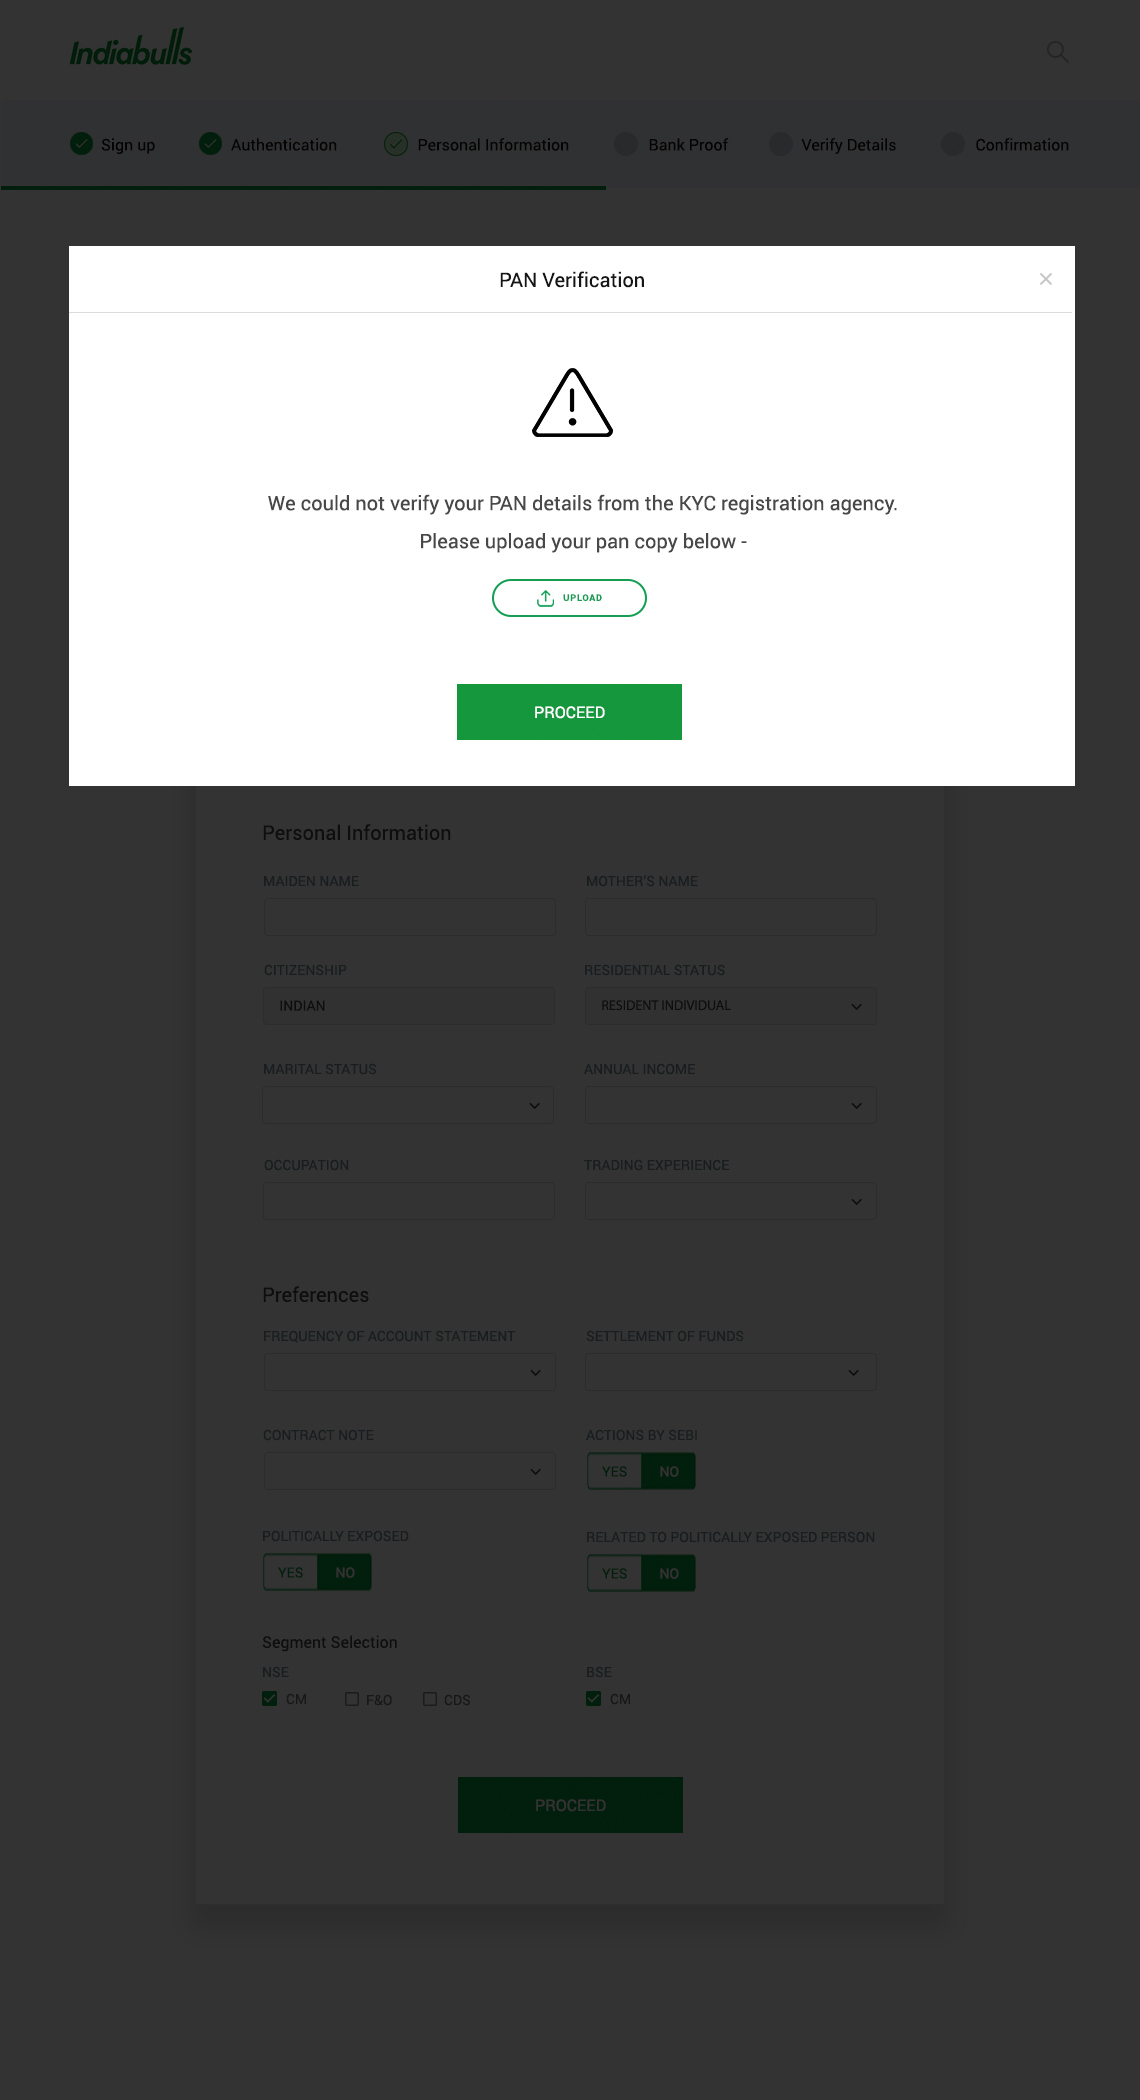 Indiabulls
Sign up Authentication Personal Information Bank Proof Verify Details Confirmation
PAN Verification
We could not verify your PAN details from the KYC registration agency.
Please upload your pan copy below -
UPLOAD
PROCEED
Personal Information
MAIDEN NAME MOTHER'S NAME
CITIZENSHIP RESIDENTIAL STATUS
INDIAN RESIDENT INDIVIDUAL
MARITAL STATUS ANNUAL INCOME
OCCUPATION TRADING EXPERIENCE
Preferences
FREQUENCY OF ACCOUNT STATEMENT SETTLEMENT OF FUNDS
CONTRACT NOTE ACTIONS BY SEBI
YES NO
POLITICALLY EXPOSED RELATED TO POLITICALLY EXPOSED PERSON
YES NO YES NO
Segment Selection
NSE BSE
CM F&O CDS CM
PROCEED